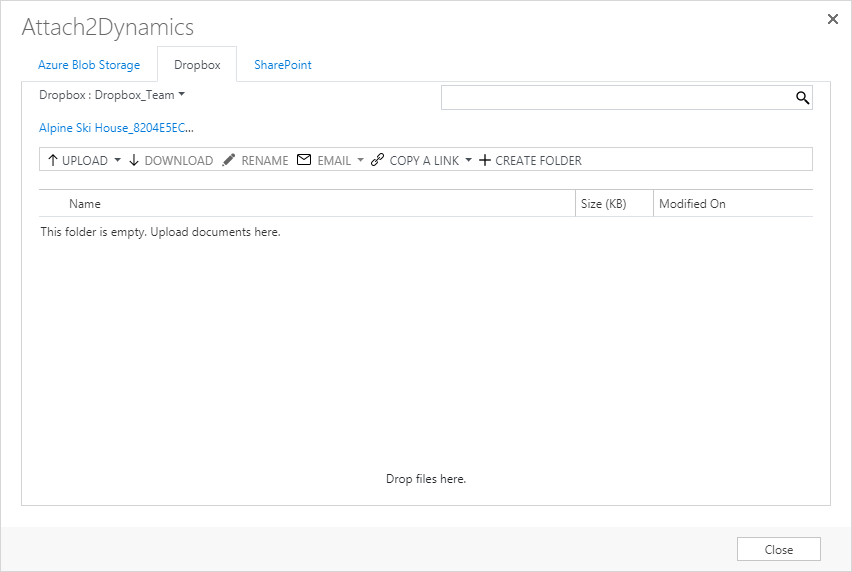 Attach2Dynamics
Azure Blob Storage Dropbox SharePoint
Dropbox : Dropbox_Team
Alpine Ski House_8204E5EC...
UPLOAD DOWNLOAD RENAME EMAIL COPY A LINK CREATE FOLDER
Name Size (KB) Modified On
This folder is empty. Upload documents here.
Drop files here.
Close